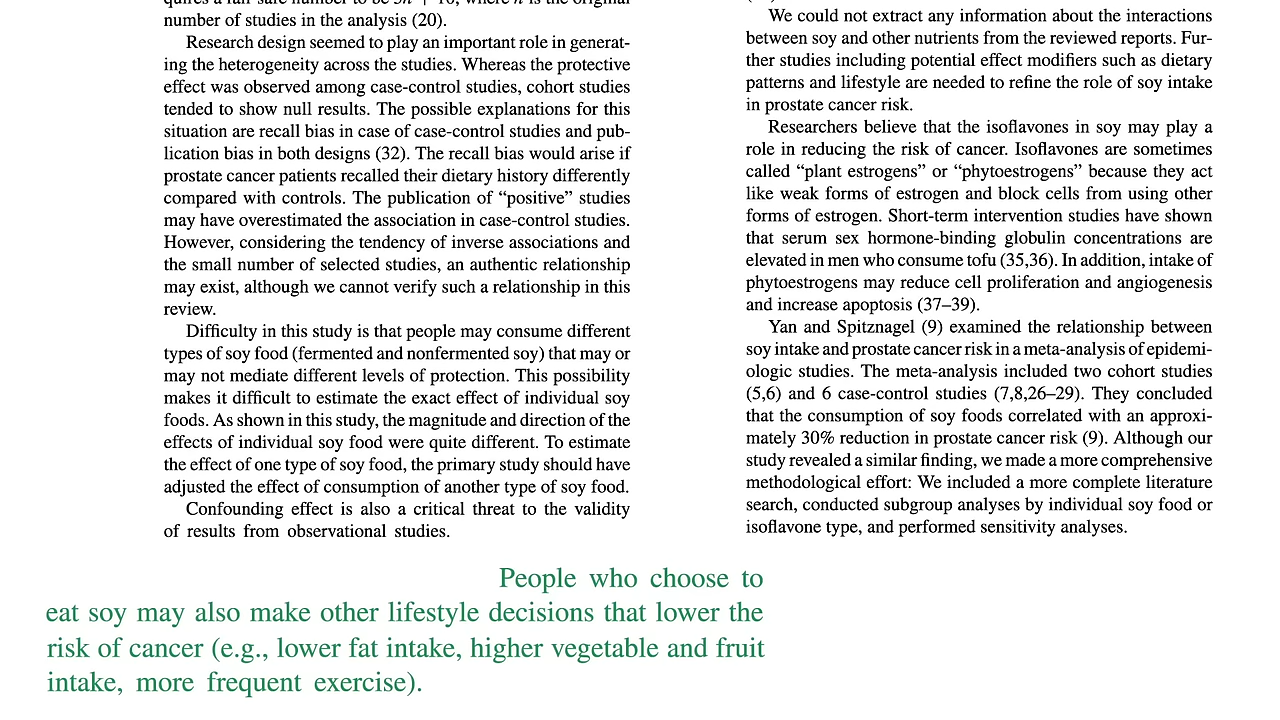 number of studies in the analysis (20).
Research design seemed to play an important role in generat-
ing the heterogeneity across the studies. Whereas the protective
effect was observed among case-control studies, cohort studies
tended to show null results. The possible explanations for this
situation are recall bias in case of case-control studies and pub-
lication bias in both designs (32). The recall bias would arise if
prostate cancer patients recalled their dietary history differently
compared with controls. The publication of “positive” studies
may have overestimated the association in case-control studies.
However, considering the tendency of inverse associations and
the small number of selected studies, an authentic relationship
may exist, although we cannot verify such a relationship in this
review.
Difficulty in this study is that people may consume different
types of soy food (fermented and nonfermented soy) that may or
may not mediate different levels of protection. This possibility
makes it difficult to estimate the exact effect of individual soy
foods. As shown in this study, the magnitude and direction of the
effects of individual soy food were quite different. To estimate
the effect of one type of soy food, the primary study should have
adjusted the effect of consumption of another type of soy food.
Confounding effect is also a critical threat to the validity
of results from observational studies.
We could not extract any information about the interactions
between soy and other nutrients from the reviewed reports. Fur-
ther studies including potential effect modifiers such as dietary
patterns and lifestyle are needed to refine the role of soy intake
in prostate cancer risk.
Researchers believe that the isoflavones in soy may play a
role in reducing the risk of cancer. Isoflavones are sometimes
called “plant estrogens” or “phytoestrogens” because they act
like weak forms of estrogen and block cells from using other
forms of estrogen. Short-term intervention studies have shown
that serum sex hormone-binding globulin concentrations are
elevated in men who consume tofu (35,36). In addition, intake of
phytoestrogens may reduce cell proliferation and angiogenesis
and increase apoptosis (37–39).
Yan and Spitznagel (9) examined the relationship between
soy intake and prostate cancer risk in a meta-analysis of epidemi-
ologic studies. The meta-analysis included two cohort studies
(5,6) and 6 case-control studies (7,8,26–29). They concluded
that the consumption of soy foods correlated with an approxi-
mately 30% reduction in prostate cancer risk (9). Although our
study revealed a similar finding, we made a more comprehensive
methodological effort: We included a more complete literature
search, conducted subgroup analyses by individual soy food or
isoflavone type, and performed sensitivity analyses.
People who choose to
eat soy may also make other lifestyle decisions that lower the
risk of cancer (e.g., lower fat intake, higher vegetable and fruit
intake, more frequent exercise).